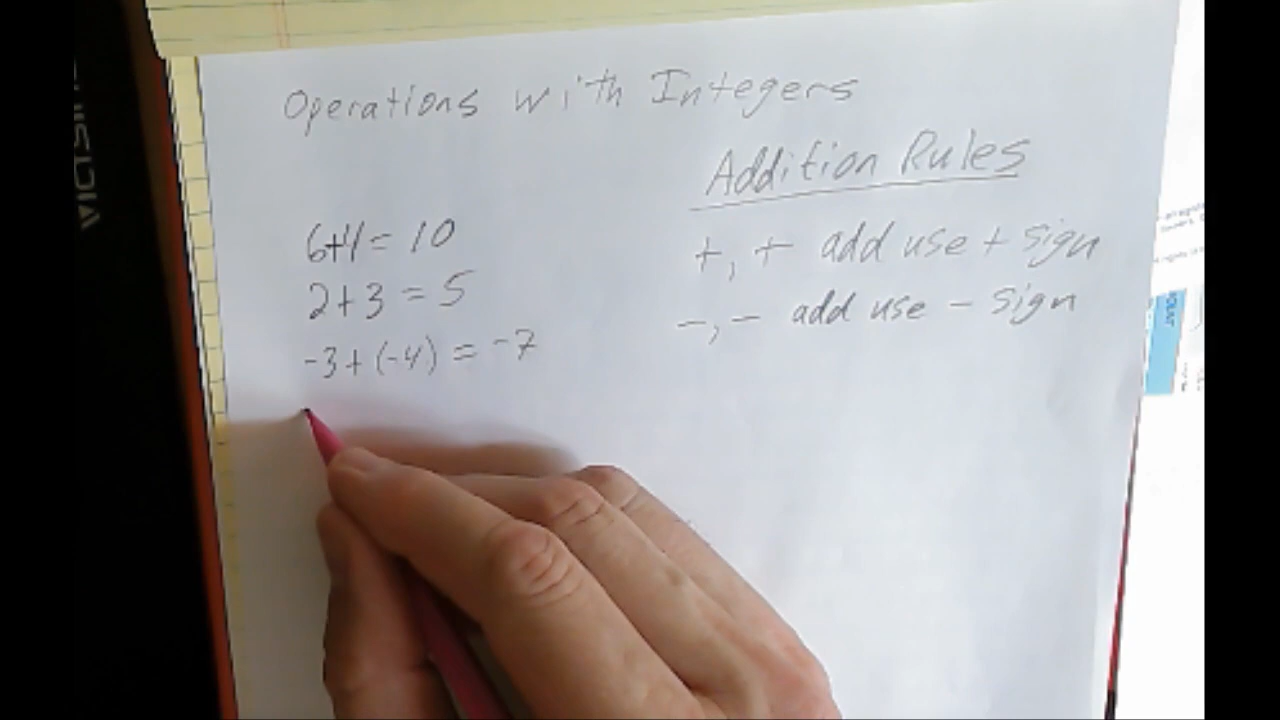 Operations with Integers
Addition Rules
6+4 = 10
2+3 = 5
-3+(-4) = -7
+, + add use + sign
-, - add use - sign